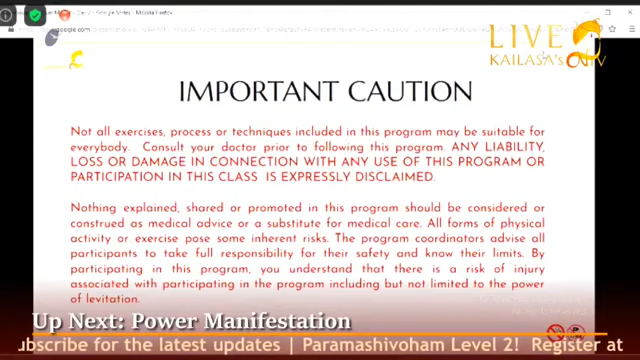 LIVE
KAILASA's TV
IMPORTANT CAUTION
Not all exercises, process or techniques included in this program may be suitable for
everybody. Consult your doctor prior to following this program. ANY LIABILITY,
LOSS OR DAMAGE IN CONNECTION WITH ANY USE OF THIS PROGRAM OR
PARTICIPATION IN THIS CLASS IS EXPRESSLY DISCLAIMED.
Nothing explained, shared or promoted in this program should be considered or
construed as medical advice or a substitute for medical care. All forms of physical
activity or exercise pose some inherent risks. The program coordinators advise all
participants to take full responsibility for their safety and know their limits. By
participating in this program, you understand that there is a risk of injury
associated with participating in the program including but not limited to the power
of levitation.
Up Next: Power Manifestation
ubscribe for the latest updates | Paramashivoham Level 2! Register at